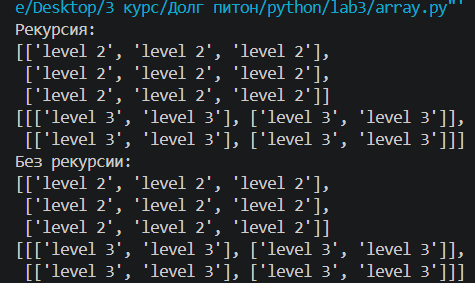 e/Desktop/3 курс/Долг питон/python/lab3/array.py"'
Рекурсия:
[['level 2', 'level 2', 'level 2'],
 ['level 2', 'level 2', 'level 2'],
 ['level 2', 'level 2', 'level 2']]
[[['level 3', 'level 3'], ['level 3', 'level 3']],
 [['level 3', 'level 3'], ['level 3', 'level 3']]]
Без рекурсии:
[['level 2', 'level 2', 'level 2'],
 ['level 2', 'level 2', 'level 2'],
 ['level 2', 'level 2', 'level 2']]
[[['level 3', 'level 3'], ['level 3', 'level 3']],
 [['level 3', 'level 3'], ['level 3', 'level 3']]]